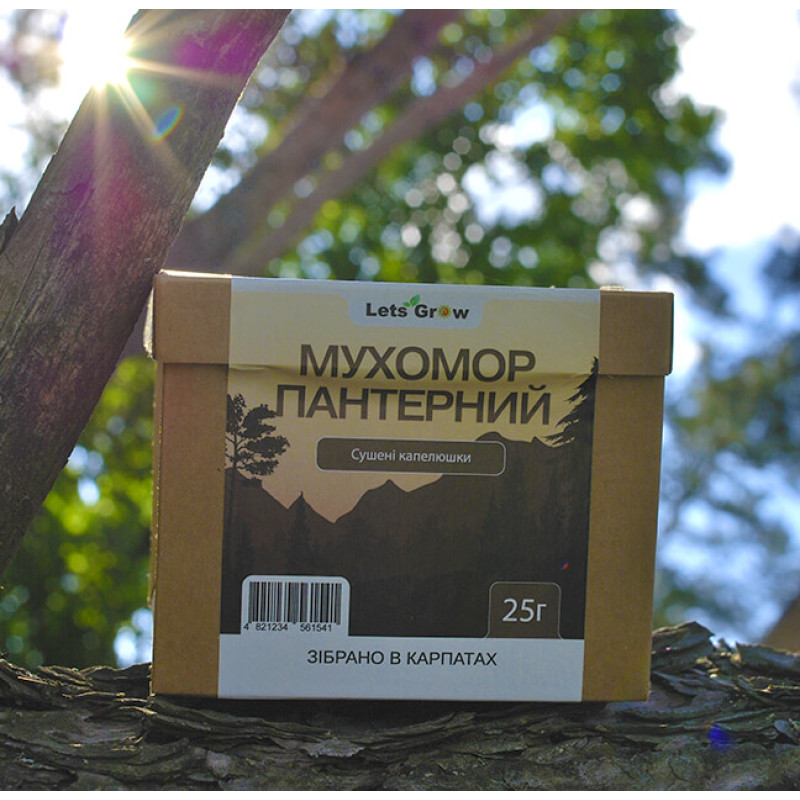 Lets Grow
МУХОМОР
ПАНТЕРНИЙ
Сушені капелюшки
4 821234 561541
25г
ЗІБРАНО В КАРПАТАХ